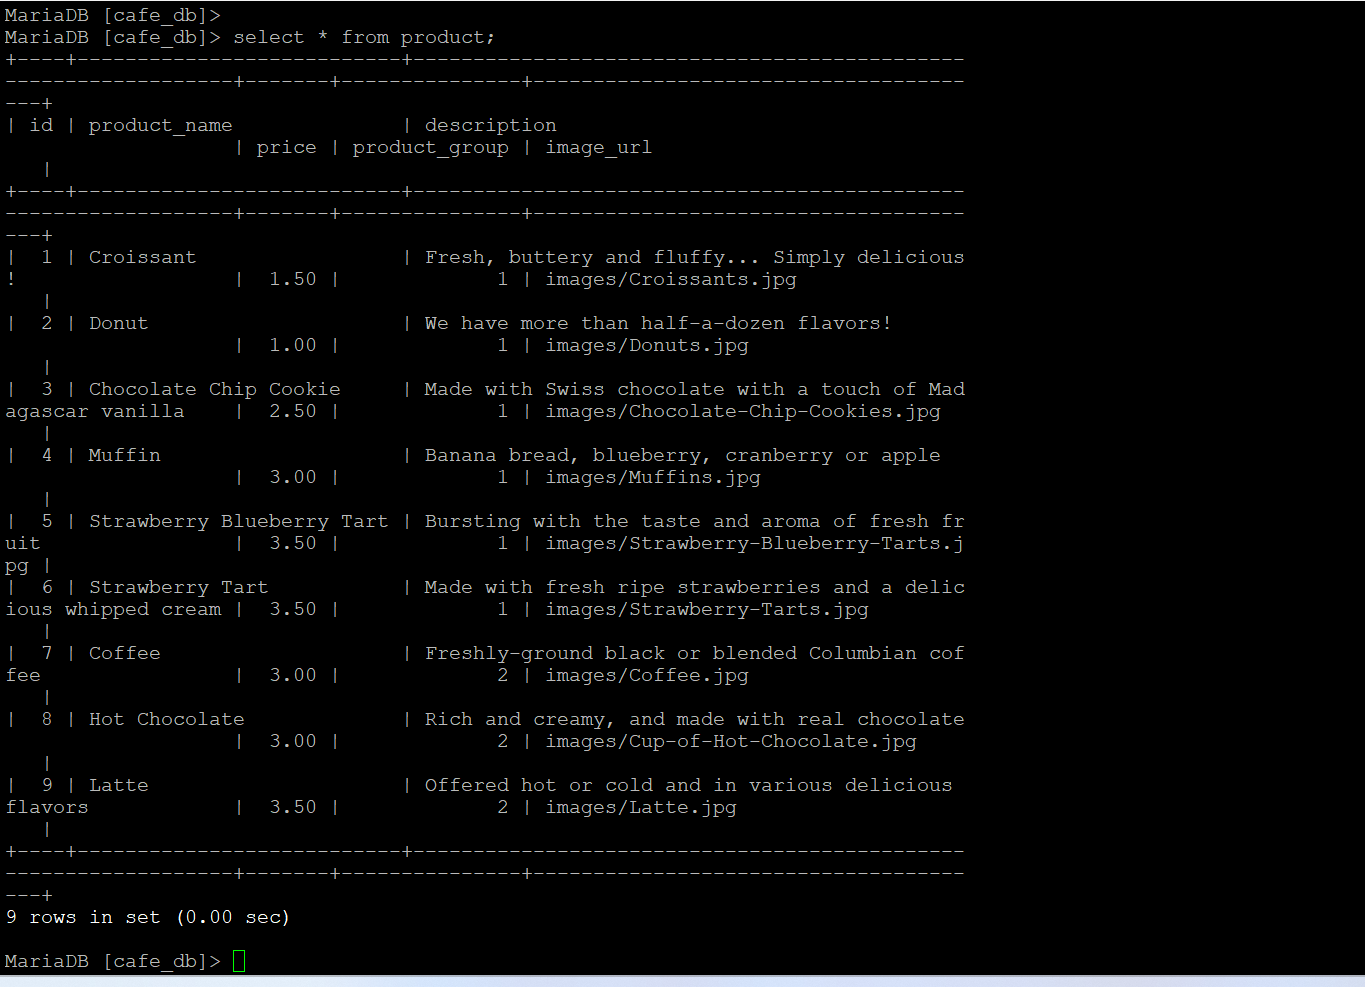 MariaDB [cafe_db]>
MariaDB [cafe_db]> select * from product;
+----+---------------------------+----------------------------------------------
-------------------+-------+---------------+------------------------------------
---+
| id | product_name              | description
                   | price | product_group | image_url
   |
+----+---------------------------+----------------------------------------------
-------------------+-------+---------------+------------------------------------
---+
|  1 | Croissant                 | Fresh, buttery and fluffy... Simply delicious
!                  |  1.50 |             1 | images/Croissants.jpg
   |
|  2 | Donut                     | We have more than half-a-dozen flavors!
                   |  1.00 |             1 | images/Donuts.jpg
   |
|  3 | Chocolate Chip Cookie     | Made with Swiss chocolate with a touch of Mad
agascar vanilla    |  2.50 |             1 | images/Chocolate-Chip-Cookies.jpg
   |
|  4 | Muffin                    | Banana bread, blueberry, cranberry or apple
                   |  3.00 |             1 | images/Muffins.jpg
   |
|  5 | Strawberry Blueberry Tart | Bursting with the taste and aroma of fresh fr
uit                |  3.50 |             1 | images/Strawberry-Blueberry-Tarts.j
pg |
|  6 | Strawberry Tart           | Made with fresh ripe strawberries and a delic
ious whipped cream |  3.50 |             1 | images/Strawberry-Tarts.jpg
   |
|  7 | Coffee                    | Freshly-ground black or blended Columbian cof
fee                |  3.00 |             2 | images/Coffee.jpg
   |
|  8 | Hot Chocolate             | Rich and creamy, and made with real chocolate
                   |  3.00 |             2 | images/Cup-of-Hot-Chocolate.jpg
   |
|  9 | Latte                     | Offered hot or cold and in various delicious
flavors            |  3.50 |             2 | images/Latte.jpg
   |
+----+---------------------------+----------------------------------------------
-------------------+-------+---------------+------------------------------------
---+
9 rows in set (0.00 sec)
MariaDB [cafe_db]>